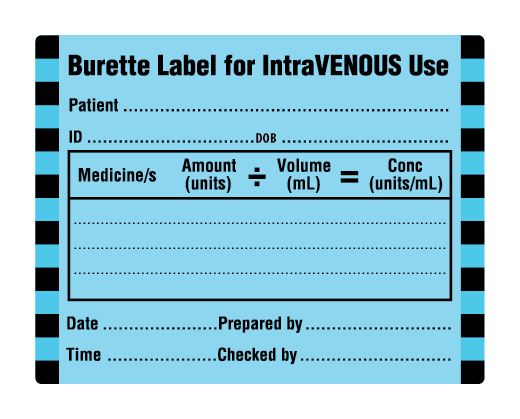 Burette Label for IntraVENOUS Use
Patient ........................................................................
ID ....................................DOB ....................................
Medicine/s Amount (units) ÷ Volume (mL) = Conc (units/mL)
Date .........................Prepared by ................................
Time ........................Checked by .................................